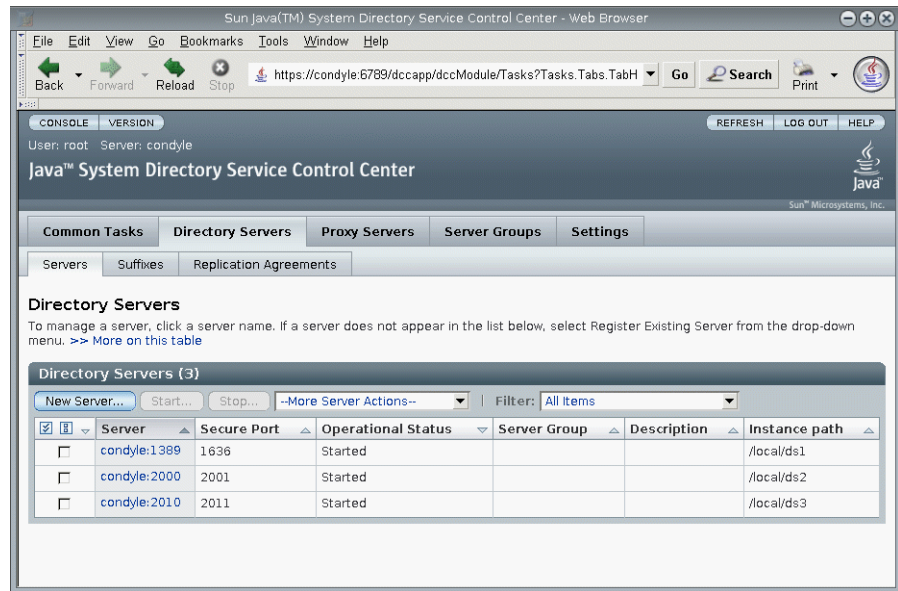 Sun Java(TM) System Directory Service Control Center - Web Browser
File Edit View Go Bookmarks Tools Window Help
Back Forward Reload Stop https://condyle:6789/dccapp/dccModule/Tasks?Tasks.Tabs.TabH Go Search Print
CONSOLE VERSION REFRESH LOG OUT HELP
User: root Server: condyle
Java™ System Directory Service Control Center
Java™
Sun™ Microsystems, Inc.
Common Tasks Directory Servers Proxy Servers Server Groups Settings
Servers Suffixes Replication Agreements
Directory Servers
To manage a server, click a server name. If a server does not appear in the list below, select Register Existing Server from the drop-down
menu. >> More on this table
Directory Servers (3)
New Server... Start... Stop... --More Server Actions-- | Filter: All Items
Server Secure Port Operational Status Server Group Description Instance path
condyle:1389 1636 Started /local/ds1
condyle:2000 2001 Started /local/ds2
condyle:2010 2011 Started /local/ds3